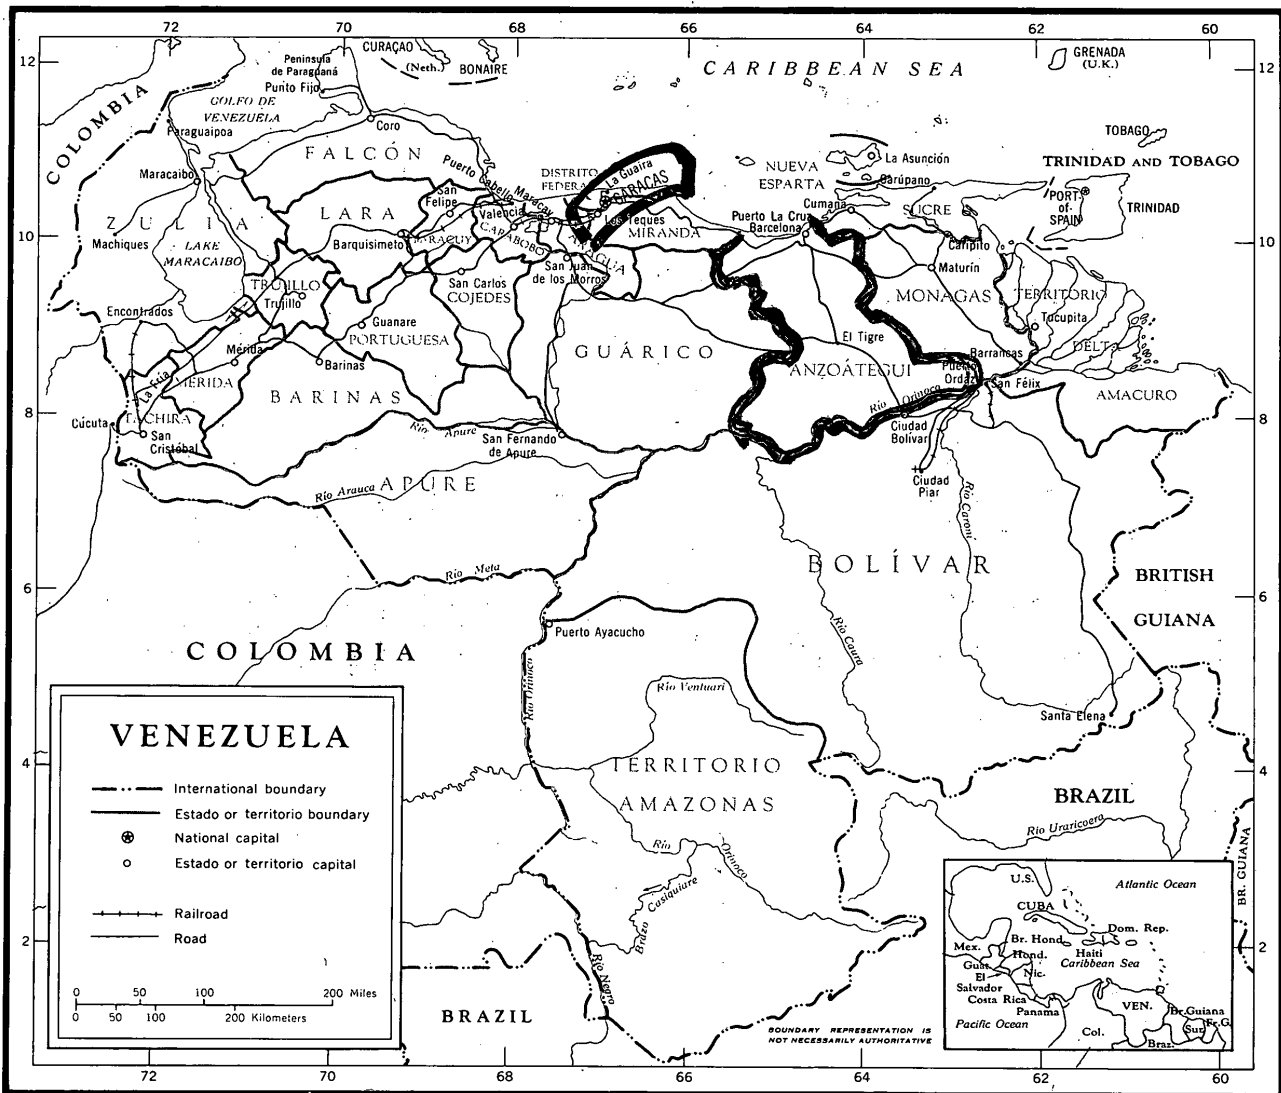 72
70
68
66
64
62
60
12
12
10
10
8
8
6
6
4
4
2
2
72
70
68
66
64
62
60
CURAÇAO
(Neth.)
BONAIRE
CARIBBEAN SEA
GRENADA
(U.K.)
COLOMBIA
Peninsula
de Paraguaná
Punto Fijo
GOLFO DE
VENEZUELA
Paraguaipoa
Coro
FALCÓN
Maracaibo
ZULIA
Machiques
LAKE
MARACAIBO
Encontrados
LARA
Barquisimeto
San
Felipe
YARACUY
Puerto Cabello
Maracay
Valencia
CARABOBO
DISTRITO
FEDERAL
La Guaira
CARACAS
Los Teques
MIRANDA
ARAGUA
San Juan
de los Morros
San Carlos
COJEDES
TRUJILLO
Trujillo
Guanare
PORTUGUESA
Mérida
MÉRIDA
La Fría
Barinas
BARINAS
TÁCHIRA
Cúcuta
San
Cristóbal
Río Apure
San Fernando
de Apure
GUÁRICO
NUEVA
ESPARTA
La Asunción
Carúpano
Cumaná
SUCRE
Puerto La Cruz
Barcelona
Caripito
Maturín
MONAGAS
TERRITORIO
Tucupita
DELTA
AMACURO
El Tigre
ANZOÁTEGUI
Barrancas
Puerto
Ordaz
San Félix
Río Orinoco
Ciudad
Bolívar
Ciudad
Piar
TOBAGO
TRINIDAD AND TOBAGO
PORT-
of-
SPAIN
TRINIDAD
Río Arauca
APURE
Río Meta
Río Caroní
BOLÍVAR
Río Caura
BRITISH
GUIANA
COLOMBIA
Puerto Ayacucho
Río Orinoco
Río Ventuari
Santa Elena
TERRITORIO
AMAZONAS
Río Orinoco
Brazo Casiquiare
Río Negro
BRAZIL
Río Uraricoera
BR. GUIANA
BRAZIL
VENEZUELA
International boundary
Estado or territorio boundary
National capital
Estado or territorio capital
Railroad
Road
0 50 100 200 Miles
0 50 100 200 Kilometers
BOUNDARY REPRESENTATION IS
NOT NECESSARILY AUTHORITATIVE
U.S.
Atlantic Ocean
CUBA
Dom. Rep.
Mex.
Br. Hond.
Haiti
Hond.
Caribbean Sea
Guat.
Nic.
El
Salvador
Costa Rica
Panama
VEN.
Br.Guiana
Pacific Ocean
Col.
Sur.
Fr.G.
Braz.